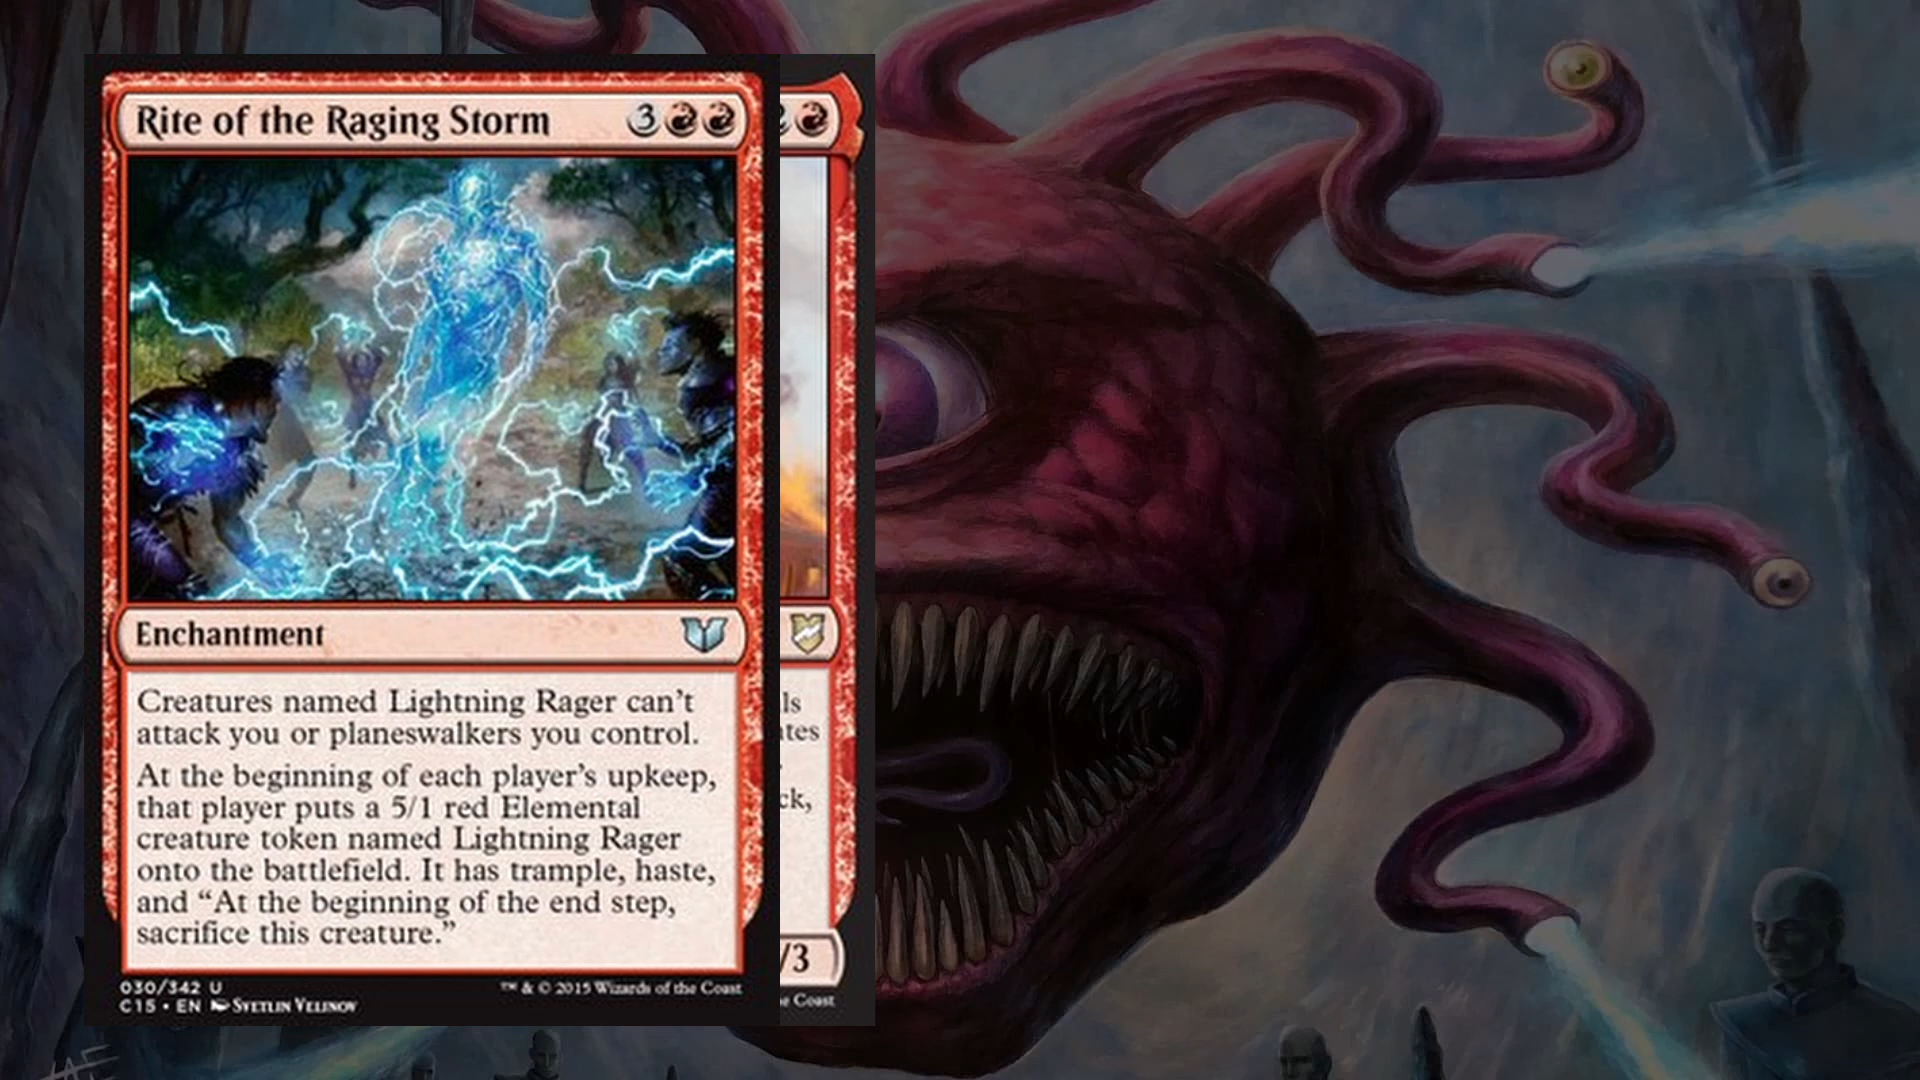 Rite of the Raging Storm 3
Enchantment
Creatures named Lightning Rager can't
attack you or planeswalkers you control.
At the beginning of each player's upkeep,
that player puts a 5/1 red Elemental
creature token named Lightning Rager
onto the battlefield. It has trample, haste,
and “At the beginning of the end step,
sacrifice this creature.”
030/342 U
C15 • EN Svetlin Velinov
™ & © 2015 Wizards of the Coast
ck,
/3
Coast